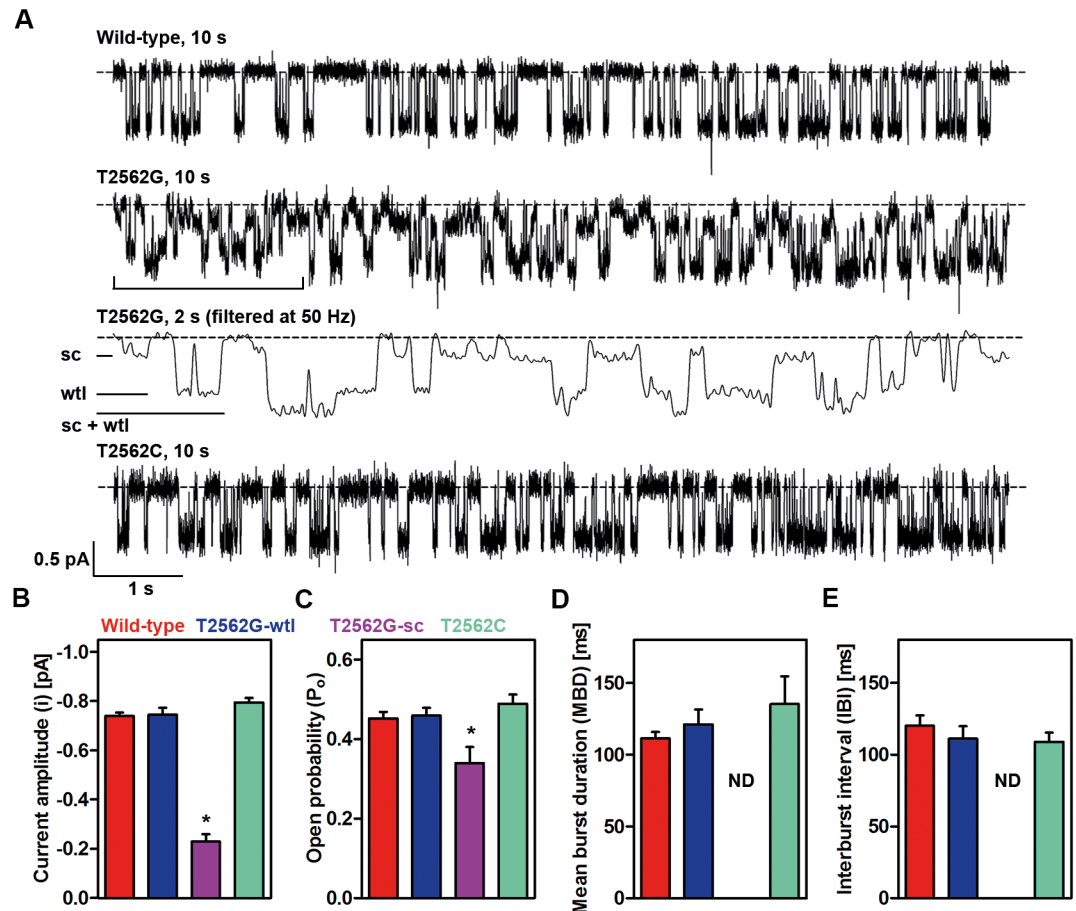 A
Wild-type, 10 s
T2562G, 10 s
T2562G, 2 s (filtered at 50 Hz)
sc
wtl
sc + wtl
T2562C, 10 s
0.5 pA
1 s
B
C
D
E
Wild-type T2562G-wtl T2562G-sc T2562C
Current amplitude (i) [pA]
-1.0
-0.8
-0.6
-0.4
-0.2
0.0
*
Open probability (Po)
0.6
0.4
0.2
0.0
*
Mean burst duration (MBD) [ms]
150
100
50
0
ND
Interburst interval (IBI) [ms]
150
100
50
0
ND